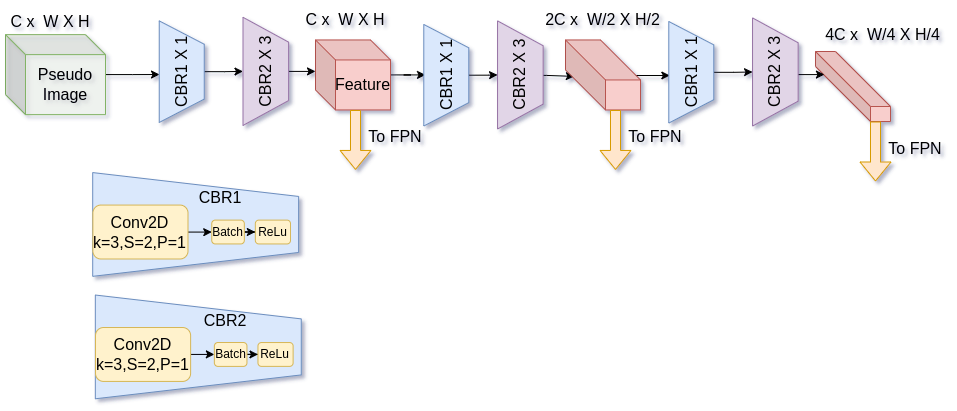 C x W X H
C x W X H
2C x W/2 X H/2
4C x W/4 X H/4
Pseudo
Image
CBR1 X 1
CBR2 X 3
Feature
CBR1 X 1
CBR2 X 3
CBR1 X 1
CBR2 X 3
To FPN
To FPN
To FPN
CBR1
Conv2D
k=3,S=2,P=1
Batch
ReLu
CBR2
Conv2D
k=3,S=2,P=1
Batch
ReLu